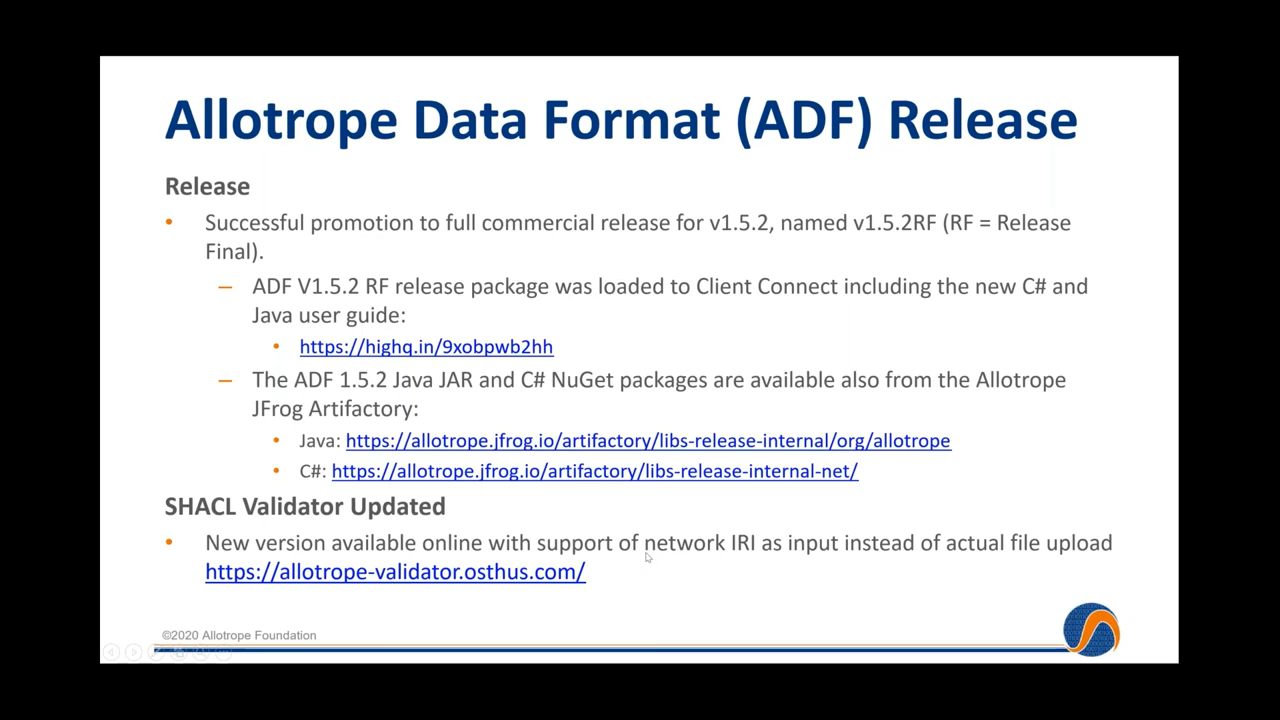 Allotrope Data Format (ADF) Release
Release
• Successful promotion to full commercial release for v1.5.2, named v1.5.2RF (RF = Release
Final).
– ADF V1.5.2 RF release package was loaded to Client Connect including the new C# and
Java user guide:
• https://highq.in/9xobpwb2hh
– The ADF 1.5.2 Java JAR and C# NuGet packages are available also from the Allotrope
JFrog Artifactory:
• Java: https://allotrope.jfrog.io/artifactory/libs-release-internal/org/allotrope
• C#: https://allotrope.jfrog.io/artifactory/libs-release-internal-net/
SHACL Validator Updated
• New version available online with support of network IRI as input instead of actual file upload
https://allotrope-validator.osthus.com/
©2020 Allotrope Foundation